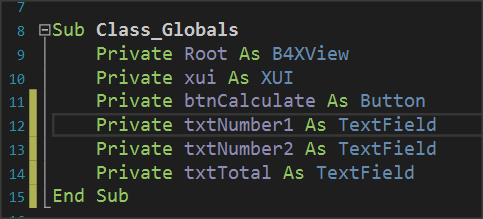 7
8 Sub Class_Globals
9 Private Root As B4XView
10 Private xui As XUI
11 Private btnCalculate As Button
12 Private txtNumber1 As TextField
13 Private txtNumber2 As TextField
14 Private txtTotal As TextField
15 End Sub